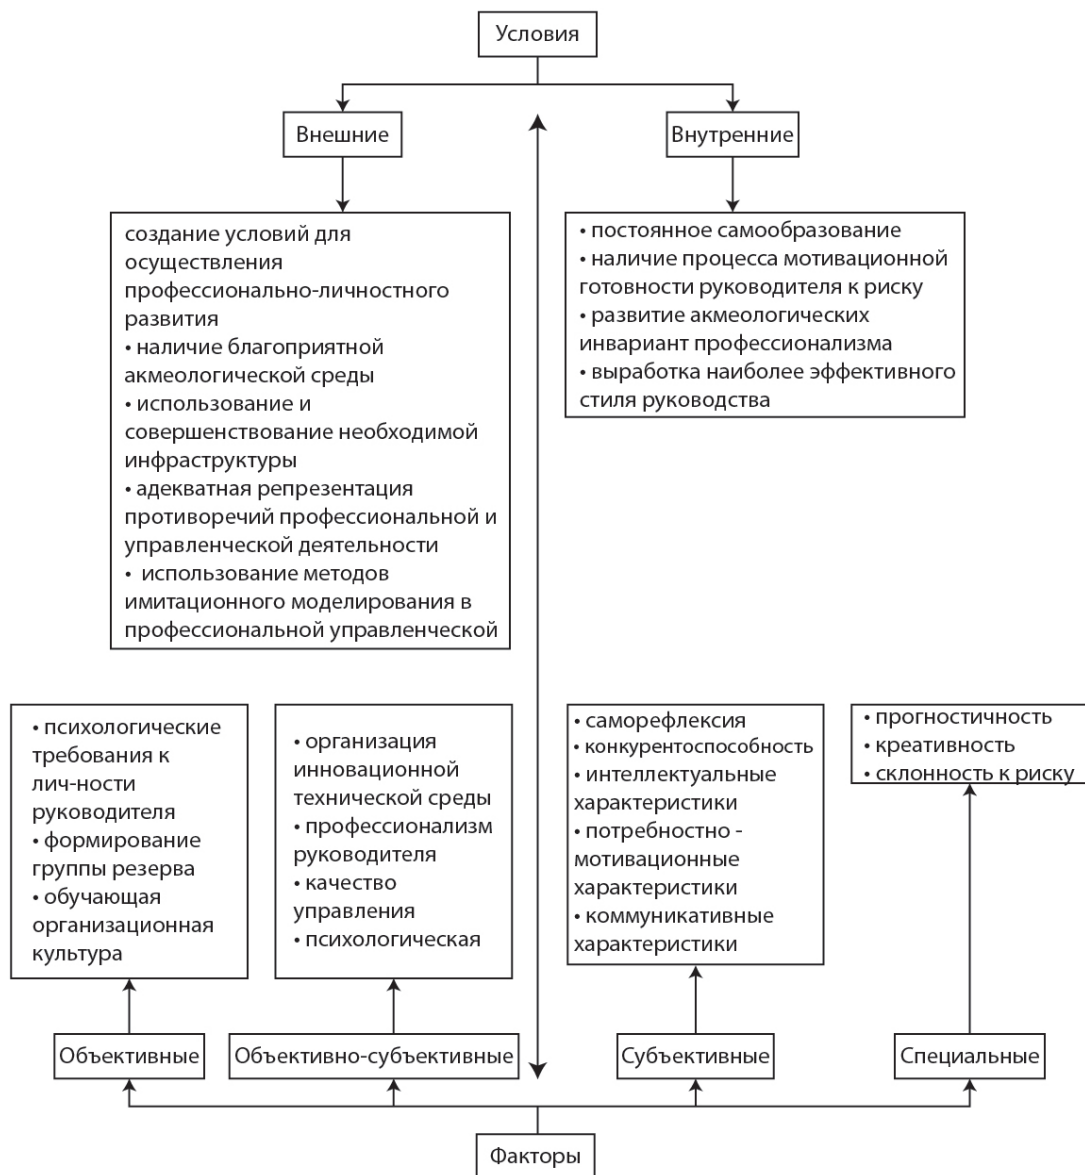 Условия
Внешние
Внутренние
создание условий для
осуществления
профессионально-личностного
развития
• наличие благоприятной
акмеологической среды
• использование и
совершенствование необходимой
инфраструктуры
• адекватная репрезентация
противоречий профессиональной и
управленческой деятельности
• использование методов
имитационного моделирования в
профессиональной управленческой
• постоянное самообразование
• наличие процесса мотивационной
готовности руководителя к риску
• развитие акмеологических
инвариант профессионализма
• выработка наиболее эффективного
стиля руководства
• психологические
требования к
лич-ности
руководителя
• формирование
группы резерва
• обучающая
организационная
культура
• организация
инновационной
технической среды
• профессионализм
руководителя
• качество
управления
• психологическая
• саморефлексия
• конкурентоспособность
• интеллектуальные
характеристики
• потребностно -
мотивационные
характеристики
• коммуникативные
характеристики
• прогностичность
• креативность
• склонность к риску
Объективные
Объективно-субъективные
Субъективные
Специальные
Факторы